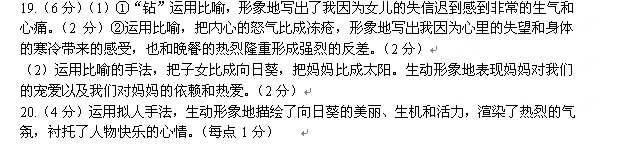 19.（6分）（1）①“钻”运用比喻，形象地写出了我因为女儿的失信迟到感到非常的生气和
心痛。（2 分）②运用比喻，把内心的怒气比成冻疮，形象地写出我因为心里的失望和身体
的寒冷带来的感受，也和晚餐的热烈隆重形成强烈的反差。（2分）
（2）运用比喻的手法，把子女比成向日葵，把妈妈比成太阳。生动形象地表现妈妈对我们
的宠爱以及我们对妈妈的依赖和热爱。（2分）
20.（4分）运用拟人手法，生动形象地描绘了向日葵的美丽、生机和活力，渲染了热烈的气
氛，衬托了人物快乐的心情。（每点 1分）